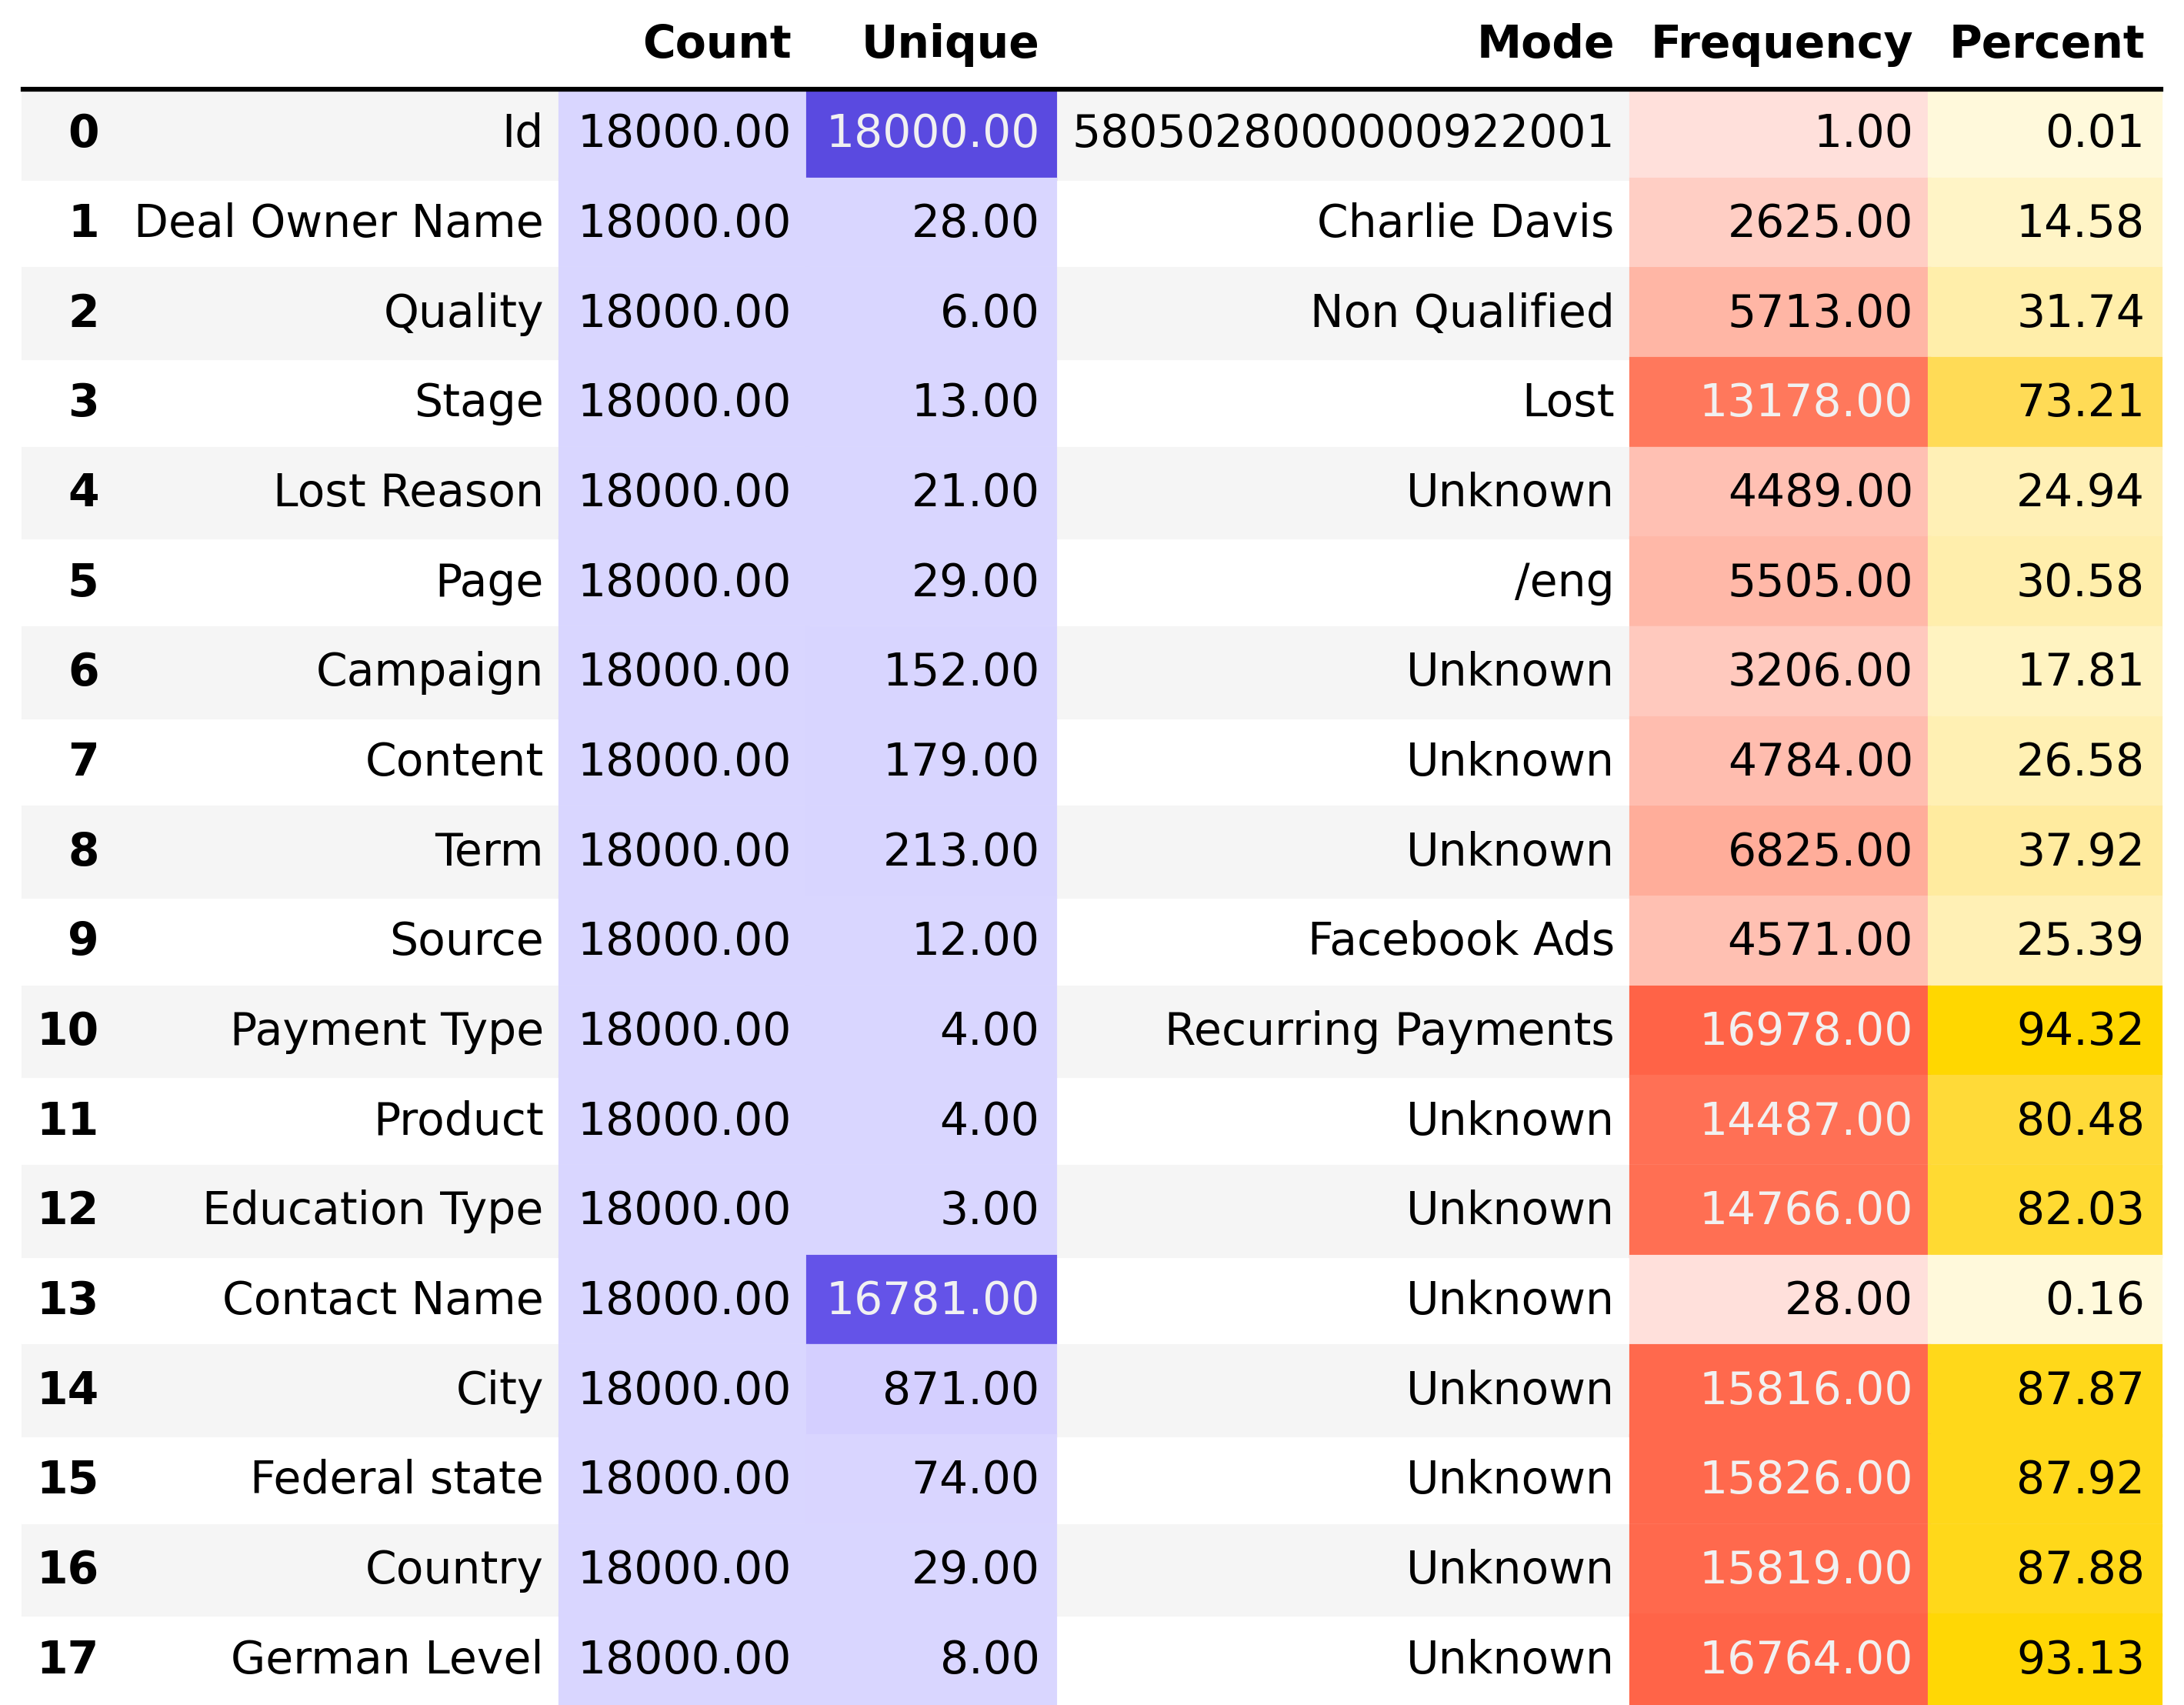 Count Unique Mode Frequency Percent
0 Id 18000.00 18000.00 5805028000000922001 1.00 0.01
1 Deal Owner Name 18000.00 28.00 Charlie Davis 2625.00 14.58
2 Quality 18000.00 6.00 Non Qualified 5713.00 31.74
3 Stage 18000.00 13.00 Lost 13178.00 73.21
4 Lost Reason 18000.00 21.00 Unknown 4489.00 24.94
5 Page 18000.00 29.00 /eng 5505.00 30.58
6 Campaign 18000.00 152.00 Unknown 3206.00 17.81
7 Content 18000.00 179.00 Unknown 4784.00 26.58
8 Term 18000.00 213.00 Unknown 6825.00 37.92
9 Source 18000.00 12.00 Facebook Ads 4571.00 25.39
10 Payment Type 18000.00 4.00 Recurring Payments 16978.00 94.32
11 Product 18000.00 4.00 Unknown 14487.00 80.48
12 Education Type 18000.00 3.00 Unknown 14766.00 82.03
13 Contact Name 18000.00 16781.00 Unknown 28.00 0.16
14 City 18000.00 871.00 Unknown 15816.00 87.87
15 Federal state 18000.00 74.00 Unknown 15826.00 87.92
16 Country 18000.00 29.00 Unknown 15819.00 87.88
17 German Level 18000.00 8.00 Unknown 16764.00 93.13